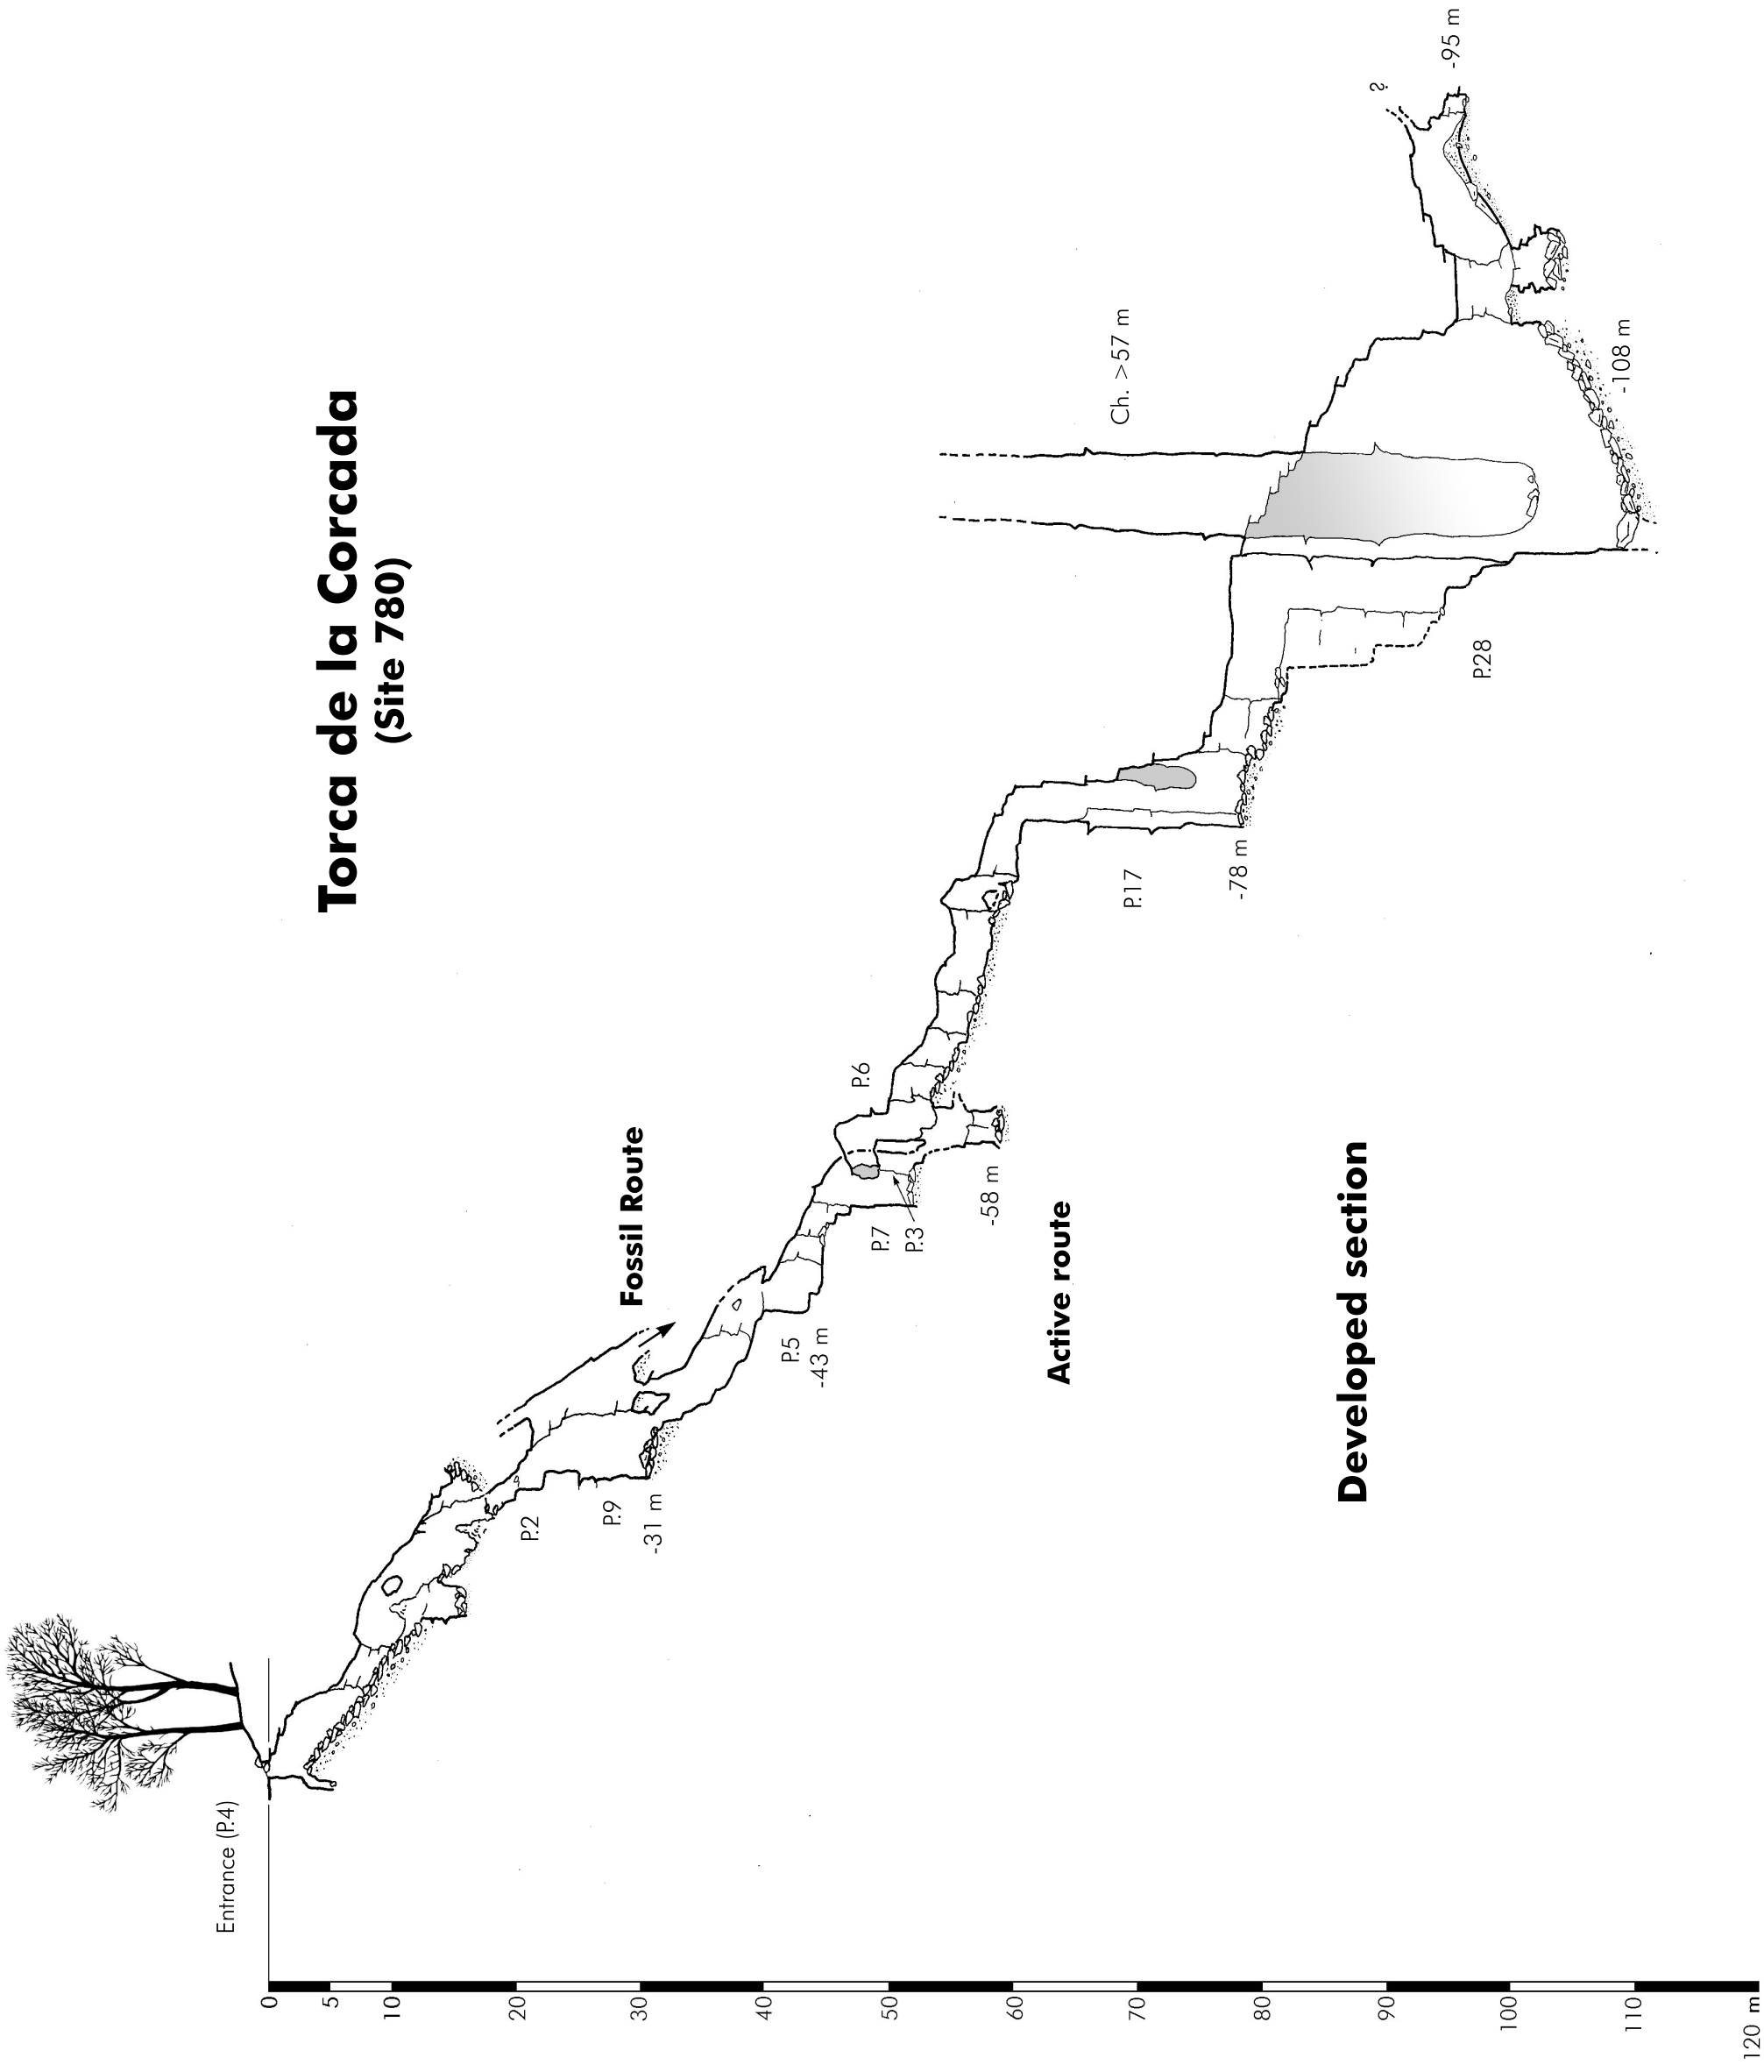 Torca de la Corcada
(Site 780)
Entrance (P.4)
Fossil Route
P.2
P.9
-31 m
P.5
-43 m
P.7
P.3
P.6
-58 m
Active route
P.17
-78 m
Ch. >57 m
P.28
-108 m
?
-95 m
Developed section
0
5
10
20
30
40
50
60
70
80
90
100
110
120 m